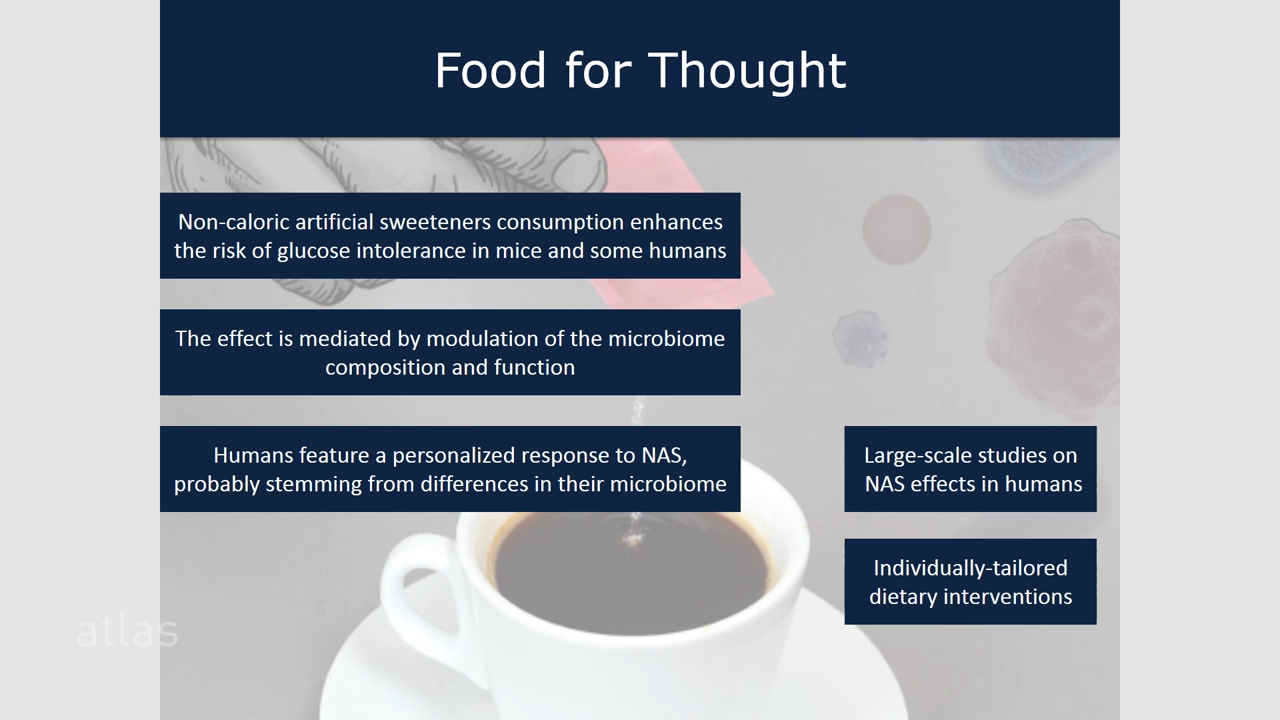 Food for Thought
Non-caloric artificial sweeteners consumption enhances
the risk of glucose intolerance in mice and some humans
The effect is mediated by modulation of the microbiome
composition and function
Humans feature a personalized response to NAS,
probably stemming from differences in their microbiome
Large-scale studies on
NAS effects in humans
Individually-tailored
dietary interventions
atlas